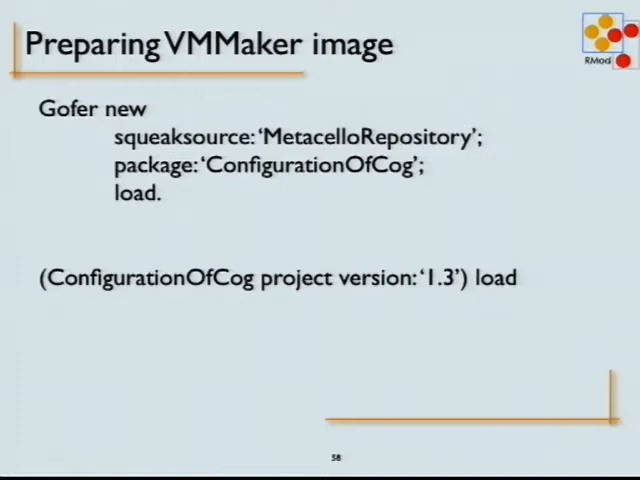 Preparing VMMaker image
RMod
Gofer new
squeaksource: ‘MetacelloRepository’;
package: ‘ConfigurationOfCog’;
load.
(ConfigurationOfCog project version: ‘1.3’) load
58